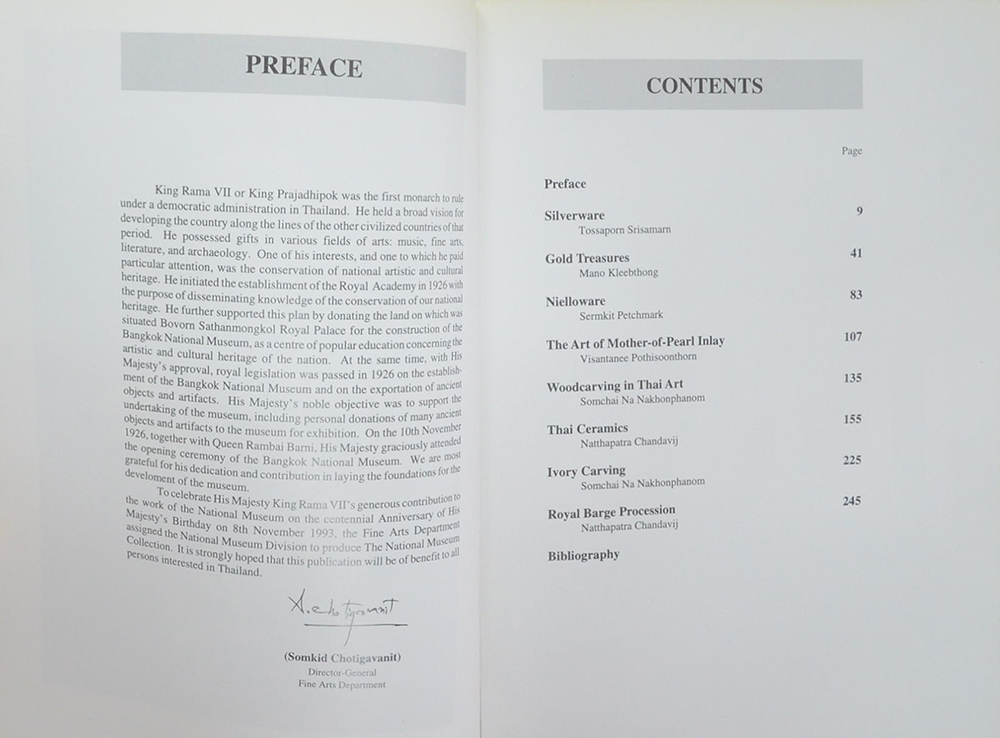 PREFACE
King Rama VII or King Prajadhipok was the first monarch to rule
under a democratic administration in Thailand. He held a broad vision for
developing the country along the lines of the other civilized countries of that
period. He possessed gifts in various fields of arts: music, fine arts,
literature, and archaeology. One of his interests, and one to which he paid
particular attention, was the conservation of national artistic and cultural
heritage. He initiated the establishment of the Royal Academy in 1926 with
the purpose of disseminating knowledge of the conservation of our national
heritage. He further supported this plan by donating the land on which was
situated Bovorn Sathanmongkol Royal Palace for the construction of the
Bangkok National Museum, as a centre of popular education concerning the
artistic and cultural heritage of the nation. At the same time, with His
Majesty's approval, royal legislation was passed in 1926 on the establish-
ment of the Bangkok National Museum and on the exportation of ancient
objects and artifacts. His Majesty's noble objective was to support the
undertaking of the museum, including personal donations of many ancient
objects and artifacts to the museum for exhibition. On the 10th November
1926, together with Queen Rambai Barni, His Majesty graciously attended
the opening ceremony of the Bangkok National Museum. We are most
grateful for his dedication and contribution in laying the foundations for the
develoment of the museum.
To celebrate His Majesty King Rama VII's generous contribution to
the work of the National Museum on the centennial Anniversary of His
Majesty's Birthday on 8th November 1993, the Fine Arts Department
assigned the National Museum Division to produce The National Museum
Collection. It is strongly hoped that this publication will be of benefit to all
persons interested in Thailand.
(Somkid Chotigavanit)
Director-General
Fine Arts Department
CONTENTS
Page
Preface
Silverware 9
Tossaporn Srisamarn
Gold Treasures 41
Mano Kleebthong
Nielloware 83
Sermkit Petchmark
The Art of Mother-of-Pearl Inlay 107
Visantanee Pothisoonthorn
Woodcarving in Thai Art 135
Somchai Na Nakhonphanom
Thai Ceramics 155
Natthapatra Chandavij
Ivory Carving 225
Somchai Na Nakhonphanom
Royal Barge Procession 245
Natthapatra Chandavij
Bibliography